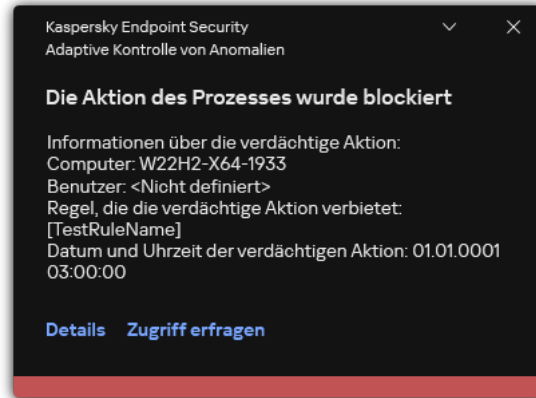 Kaspersky Endpoint Security
Adaptive Kontrolle von Anomalien
Die Aktion des Prozesses wurde blockiert
Informationen über die verdächtige Aktion:
Computer: W22H2-X64-1933
Benutzer: <Nicht definiert>
Regel, die die verdächtige Aktion verbietet:
[TestRuleName]
Datum und Uhrzeit der verdächtigen Aktion: 01.01.0001
03:00:00
Details Zugriff erfragen